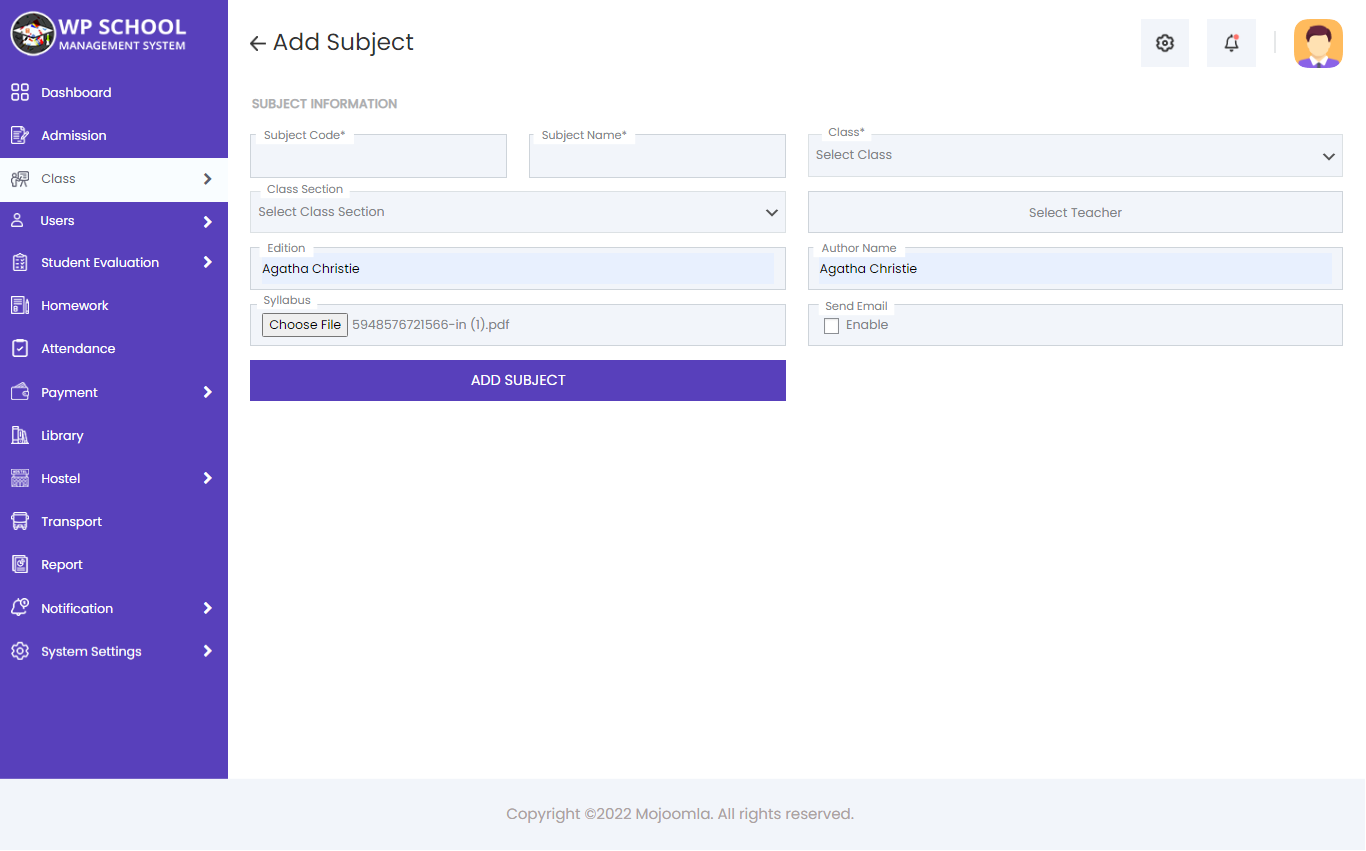 WP SCHOOL
MANAGEMENT SYSTEM
Dashboard
Admission
Class
Users
Student Evaluation
Homework
Attendance
Payment
Library
Hostel
Transport
Report
Notification
System Settings
Add Subject
SUBJECT INFORMATION
Subject Code*
Subject Name*
Class*
Select Class
Class Section
Select Class Section
Select Teacher
Edition
Agatha Christie
Author Name
Agatha Christie
Syllabus
Choose File 5948576721566-in (1).pdf
Send Email
Enable
ADD SUBJECT
Copyright ©2022 Mojoomla. All rights reserved.